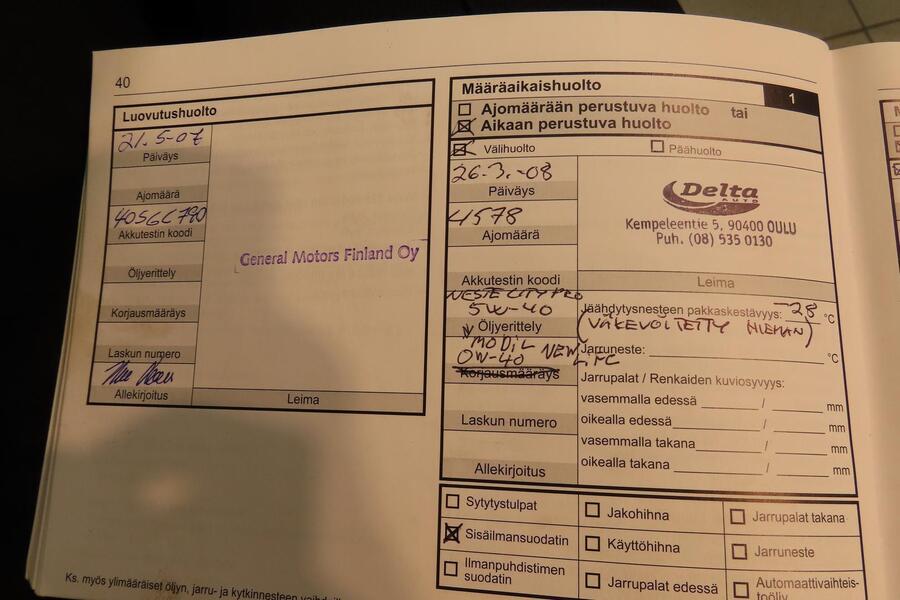 40
Luovutushuolto
21.5-07
Päiväys
Ajomäärä
4056C790
Akkutestin koodi
Öljyerittely
Korjausmääräys
Laskun numero
Allekirjoitus
General Motors Finland Oy
Leima
Määräaikaishuolto
1
Ajomäärään perustuva huolto tai
Aikaan perustuva huolto
Välihuolto
Päähuolto
26.3.-08
Päiväys
4578
Ajomäärä
Akkutestin koodi
NESTE CITY PRO
5W-40
Öljyerittely
MOBIL NEW LIFE
0W-40
Korjausmääräys
Laskun numero
Allekirjoitus
Delta
AUTO
Kempeleentie 5, 90400 OULU
Puh. (08) 535 0130
Leima
Jäähdytysnesteen pakkaskestävyys: -28 °C
(VÄKEVÖITETTY HIEMAN)
Jarruneste: °C
Jarrupalat / Renkaiden kuviosyvyys:
vasemmalla edessä / mm
oikealla edessä / mm
vasemmalla takana / mm
oikealla takana / mm
Sytytystulpat
Jakohihna
Jarrupalat takana
Sisäilmansuodatin
Käyttöhihna
Jarruneste
Ilmanpuhdistimen
suodatin
Jarrupalat edessä
Automaattivaihteis-
tööljy
Ks. myös ylimääräiset öljyn, jarru- ja kytkinnesteen